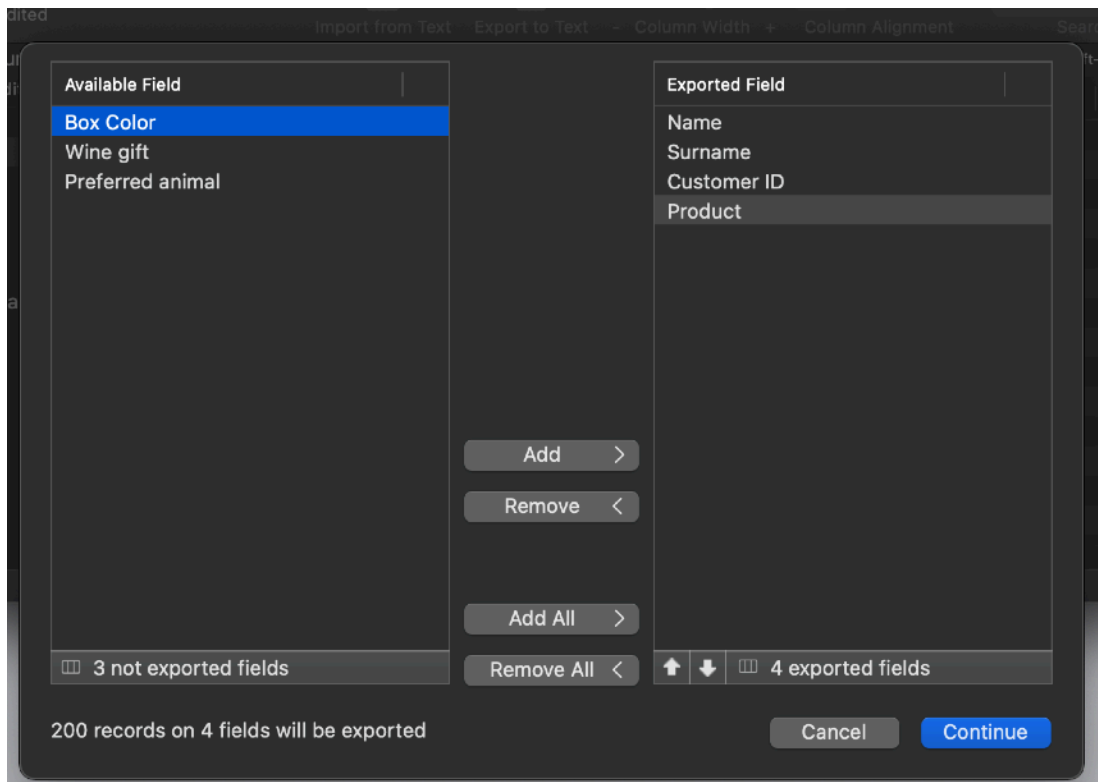 dited
Import from Text Export to Text - Column Width + Column Alignment
Available Field
Box Color
Wine gift
Preferred animal
3 not exported fields
Add >
Remove <
Add All >
Remove All <
Exported Field
Name
Surname
Customer ID
Product
4 exported fields
200 records on 4 fields will be exported
Cancel
Continue